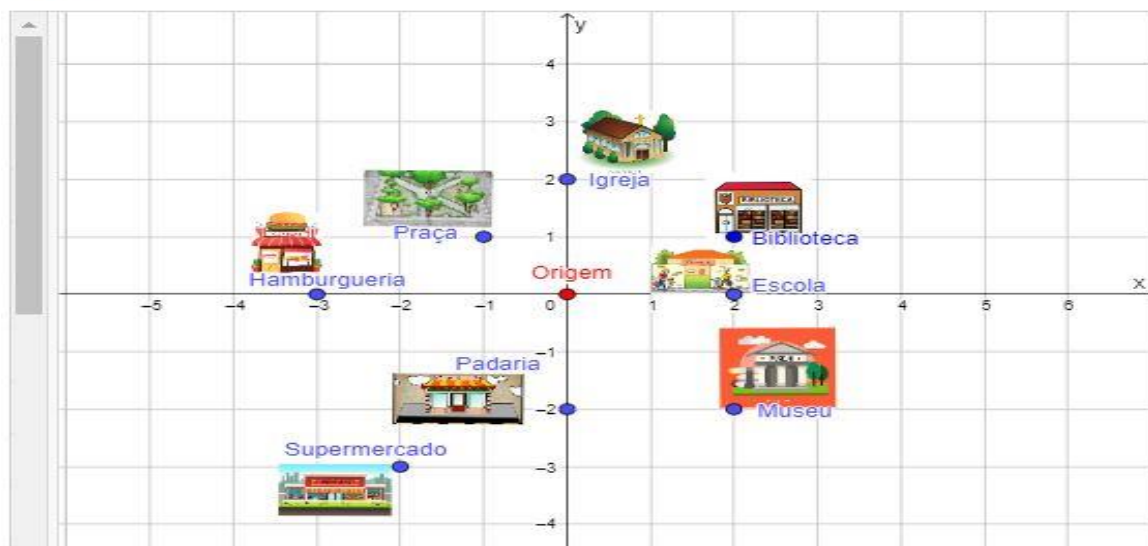 y
4
3
Igreja
2
BIBLIOTECA
Praça
1
Biblioteca
Hamburgueria
Origem
Escola
x
–5 –4 –3 –2 –1 0 1 2 3 4 5 6
Padaria
–1
–2
Museu
Supermercado
–3
–4